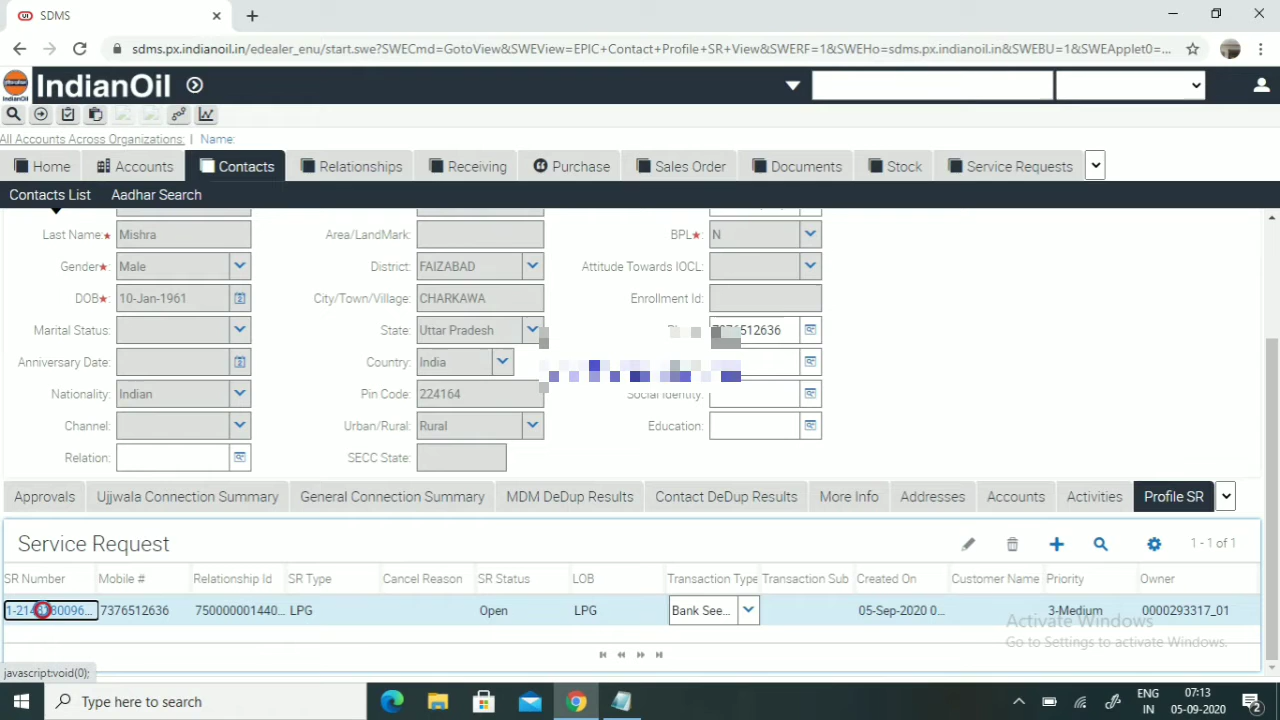 SDMS
sdms.px.indianoil.in/edealer_enu/start.swe?SWECmd=GotoView&SWEView=EPIC+Contact+Profile+SR+View&SWERF=1&SWEHo=sdms.px.indianoil.in&SWEBU=1&SWEApplet0=...
IndianOil
All Accounts Across Organizations: | Name:
Home Accounts Contacts Relationships Receiving Purchase Sales Order Documents Stock Service Requests
Contacts List Aadhar Search
Last Name:★ Mishra Area/LandMark: BPL★: N
Gender★: Male District: FAIZABAD Attitude Towards IOCL:
DOB★: 10-Jan-1961 City/Town/Village: CHARKAWA Enrollment Id:
Marital Status: State: Uttar Pradesh 7376512636
Anniversary Date: Country: India
Nationality: Indian Pin Code: 224164 Social Identity:
Channel: Urban/Rural: Rural Education:
Relation: SECC State:
Approvals Ujjwala Connection Summary General Connection Summary MDM DeDup Results Contact DeDup Results More Info Addresses Accounts Activities Profile SR
Service Request 1 - 1 of 1
SR Number Mobile # Relationship Id SR Type Cancel Reason SR Status LOB Transaction Type Transaction Sub Created On Customer Name Priority Owner
7376512636 750000001440... LPG Open LPG Bank See... 05-Sep-2020 0... 3-Medium 0000293317_01
Activate Windows
Go to Settings to activate Windows.
javascript:void(0);
Type here to search
ENG 07:13
IN 05-09-2020 2